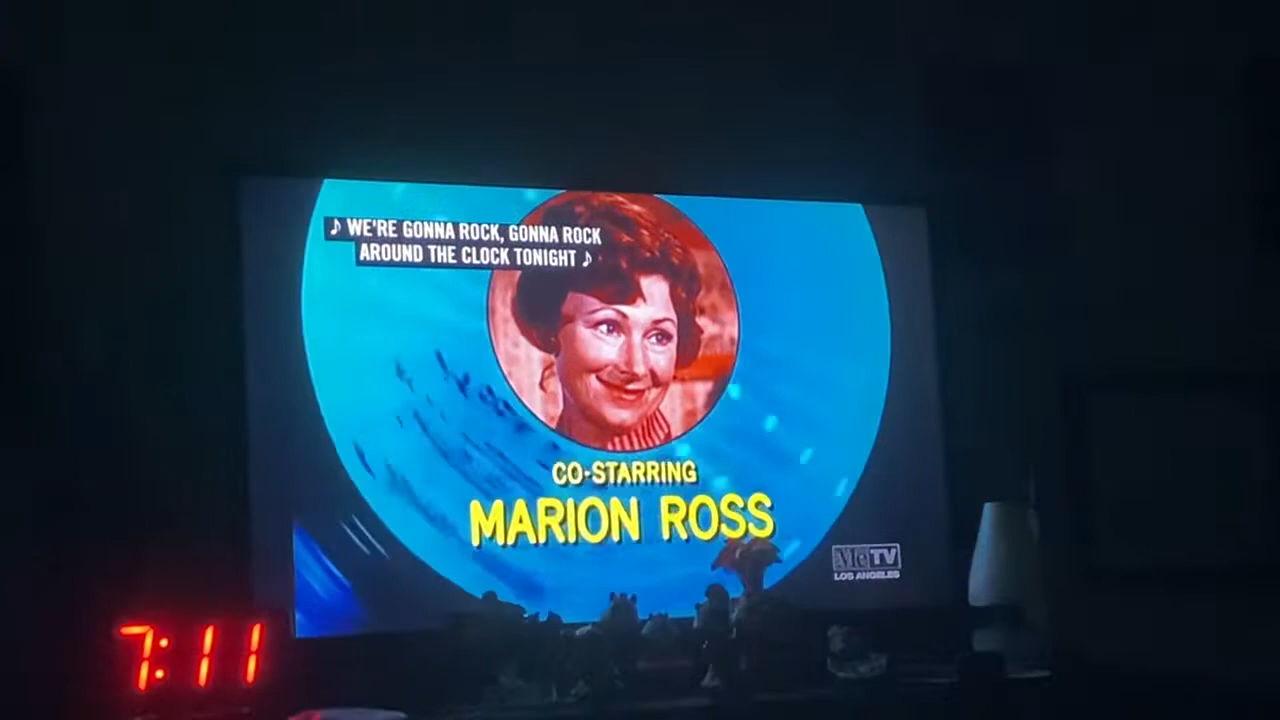 ♪ WE'RE GONNA ROCK, GONNA ROCK
AROUND THE CLOCK TONIGHT ♪
CO-STARRING
MARION ROSS
MeTV
LOS ANGELES
7:11